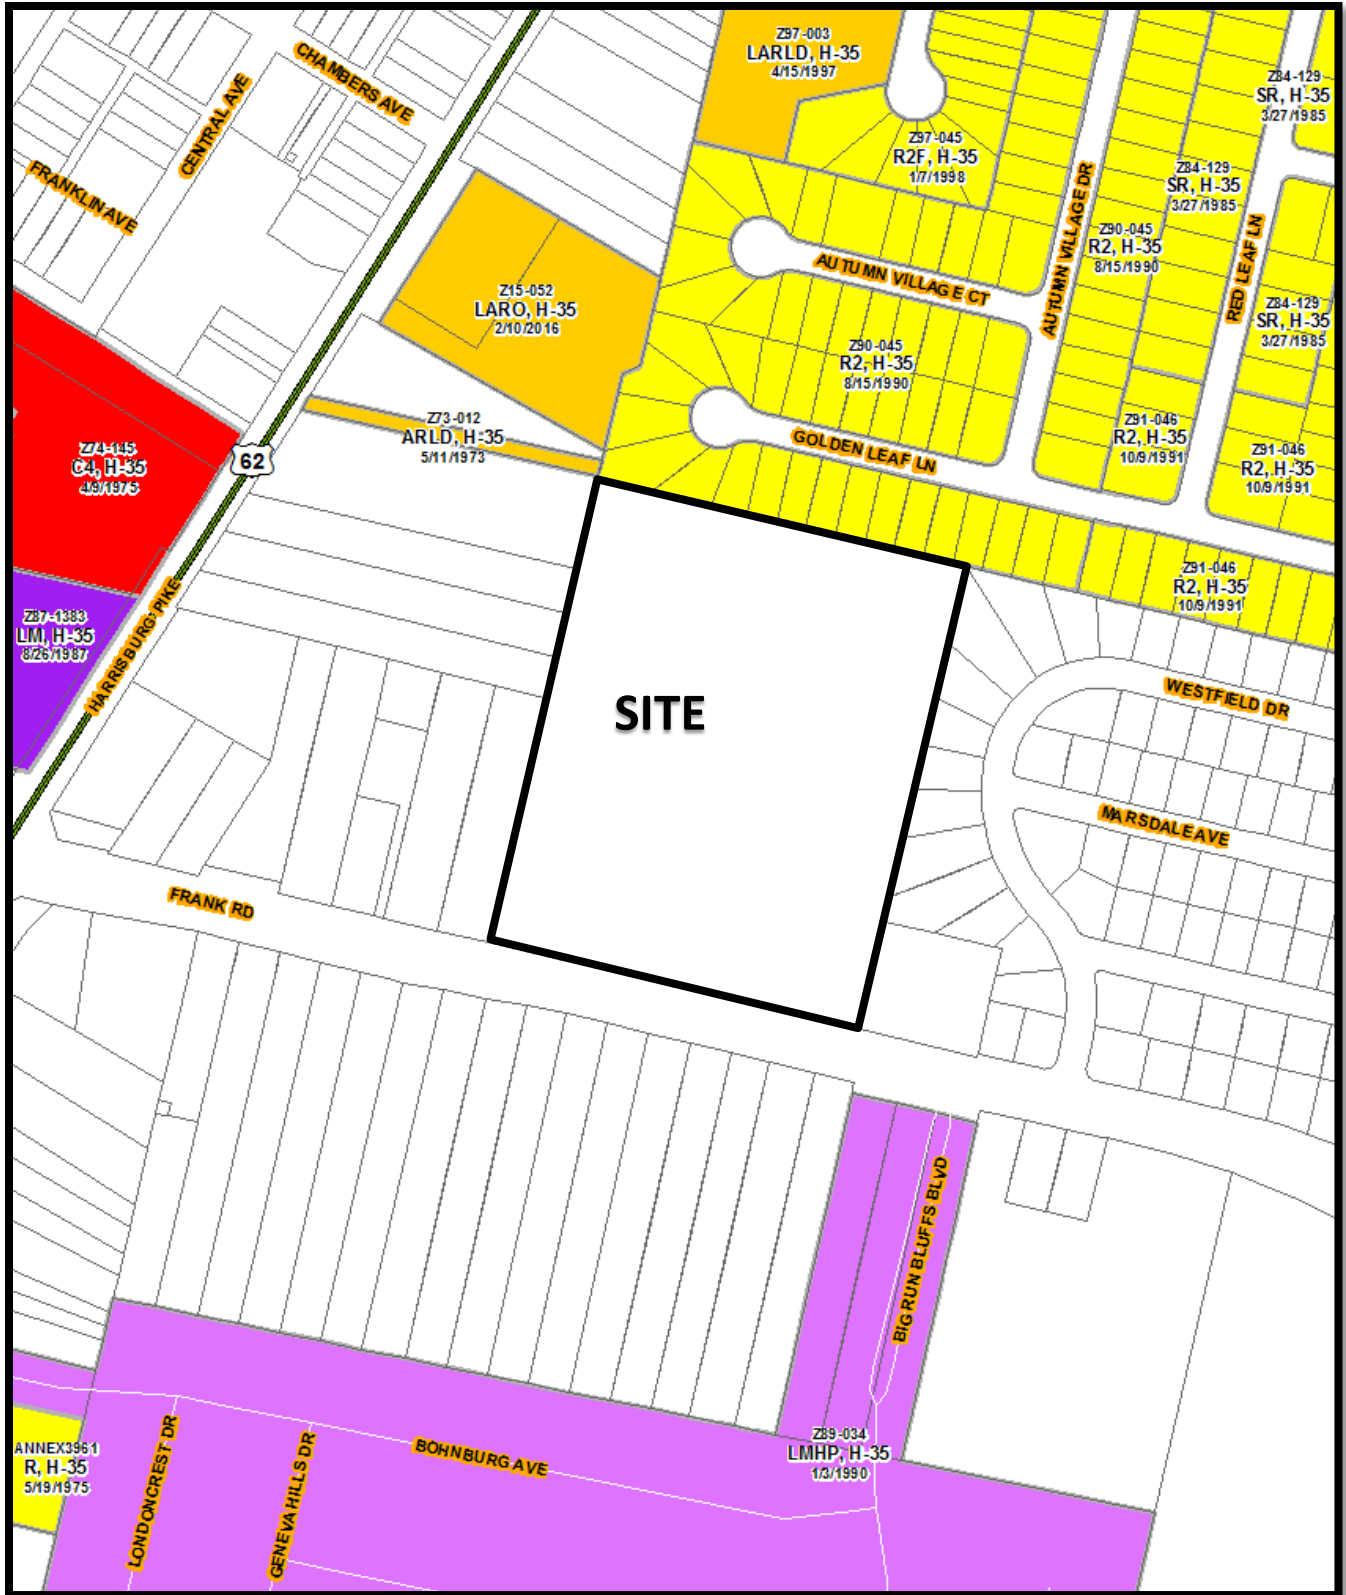 Z97-003
LARLD, H-35
4/15/1997
CHAMBERS AVE
CENTRAL AVE
FRANKLIN AVE
Z84-129
SR, H-35
3/27/1985
Z97-045
R2F, H-35
1/7/1998
Z84-129
SR, H-35
3/27/1985
AUTUMN VILLAGE DR
RED LEAF LN
Z90-045
R2, H-35
8/15/1990
AUTUMN VILLAGE CT
Z15-052
LARO, H-35
2/10/2016
Z84-129
SR, H-35
3/27/1985
Z90-045
R2, H-35
8/15/1990
Z73-012
ARLD, H-35
5/11/1973
Z91-046
R2, H-35
10/9/1991
GOLDEN LEAF LN
Z74-145
C4, H-35
4/9/1975
62
Z91-046
R2, H-35
10/9/1991
Z91-046
R2, H-35
10/9/1991
Z87-1383
LM, H-35
8/26/1987
HARRISBURG PIKE
SITE
WESTFIELD DR
MARSDALE AVE
FRANK RD
BIG RUN BLUFFS BLVD
Z89-034
LMHP, H-35
1/3/1990
ANNEX3961
R, H-35
5/19/1975
LONDONCREST DR
GENEVA HILLS DR
BOHNBURG AVE